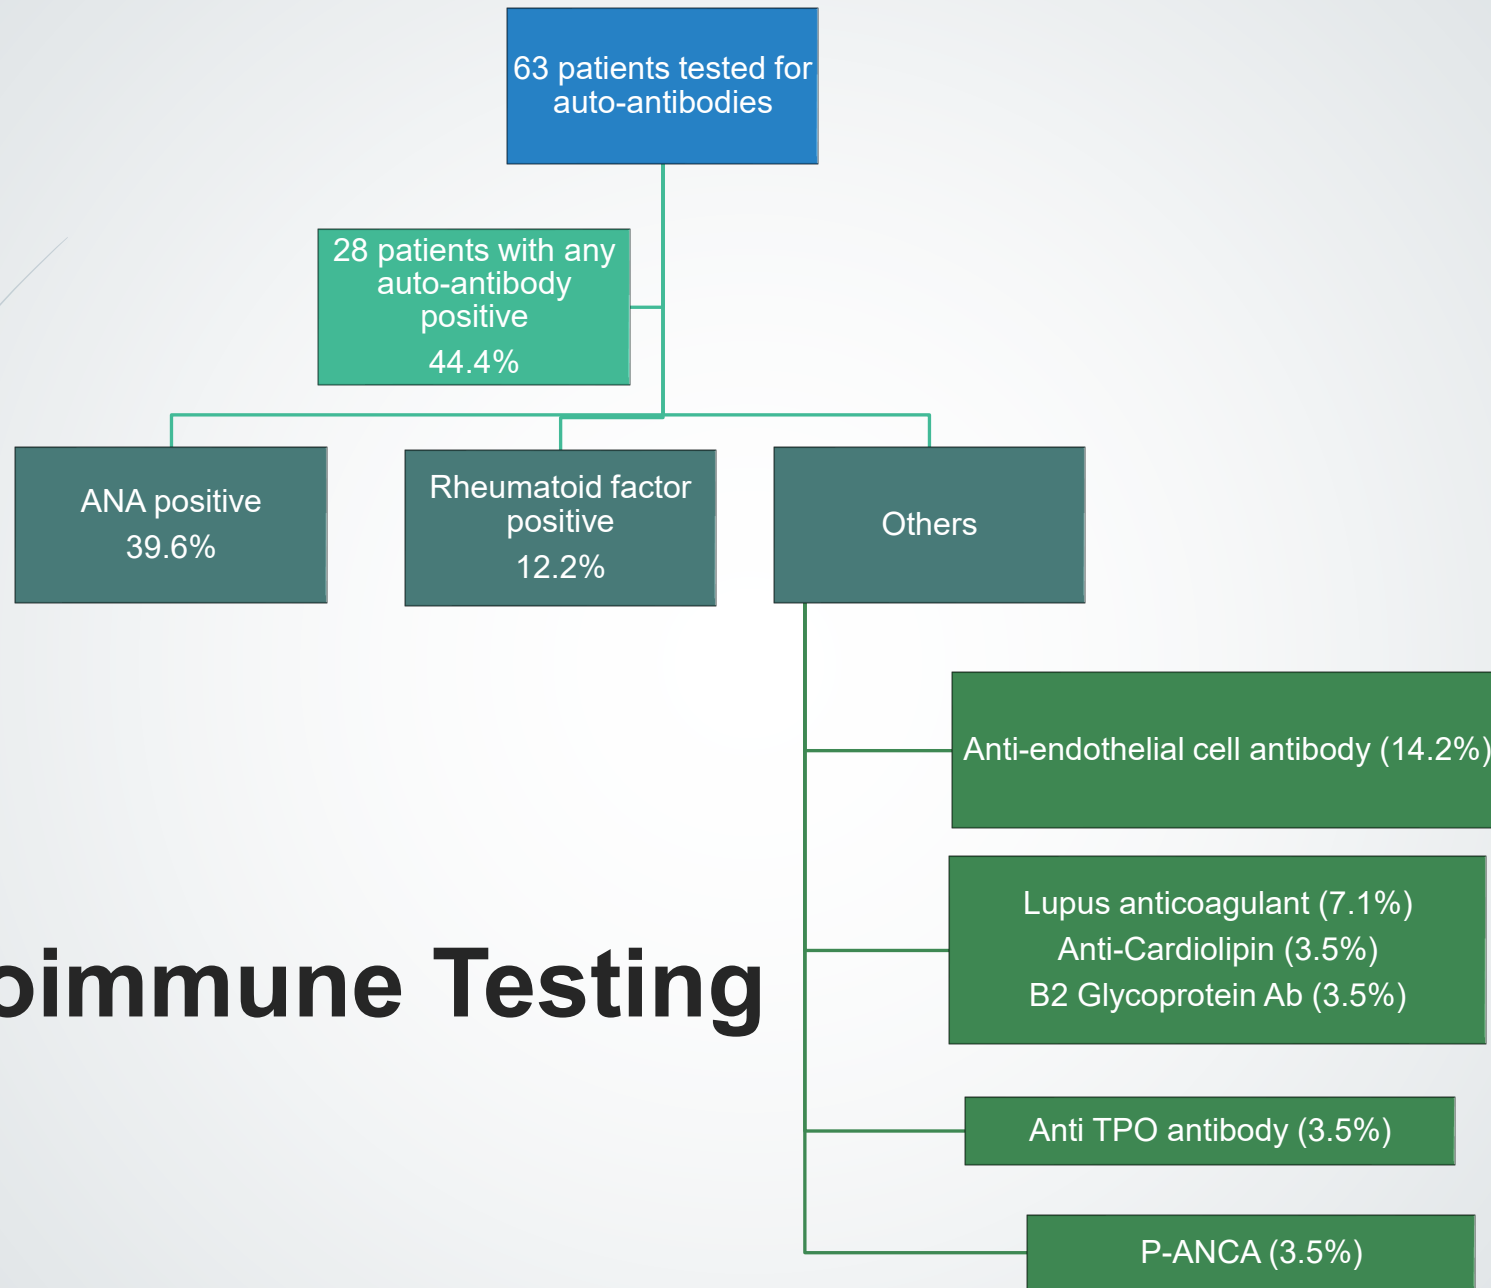 63 patients tested for
auto-antibodies
28 patients with any
auto-antibody
positive
44.4%
ANA positive
39.6%
Rheumatoid factor
positive
12.2%
Others
Anti-endothelial cell antibody (14.2%)
Lupus anticoagulant (7.1%)
Anti-Cardiolipin (3.5%)
B2 Glycoprotein Ab (3.5%)
oimmune Testing
Anti TPO antibody (3.5%)
P-ANCA (3.5%)